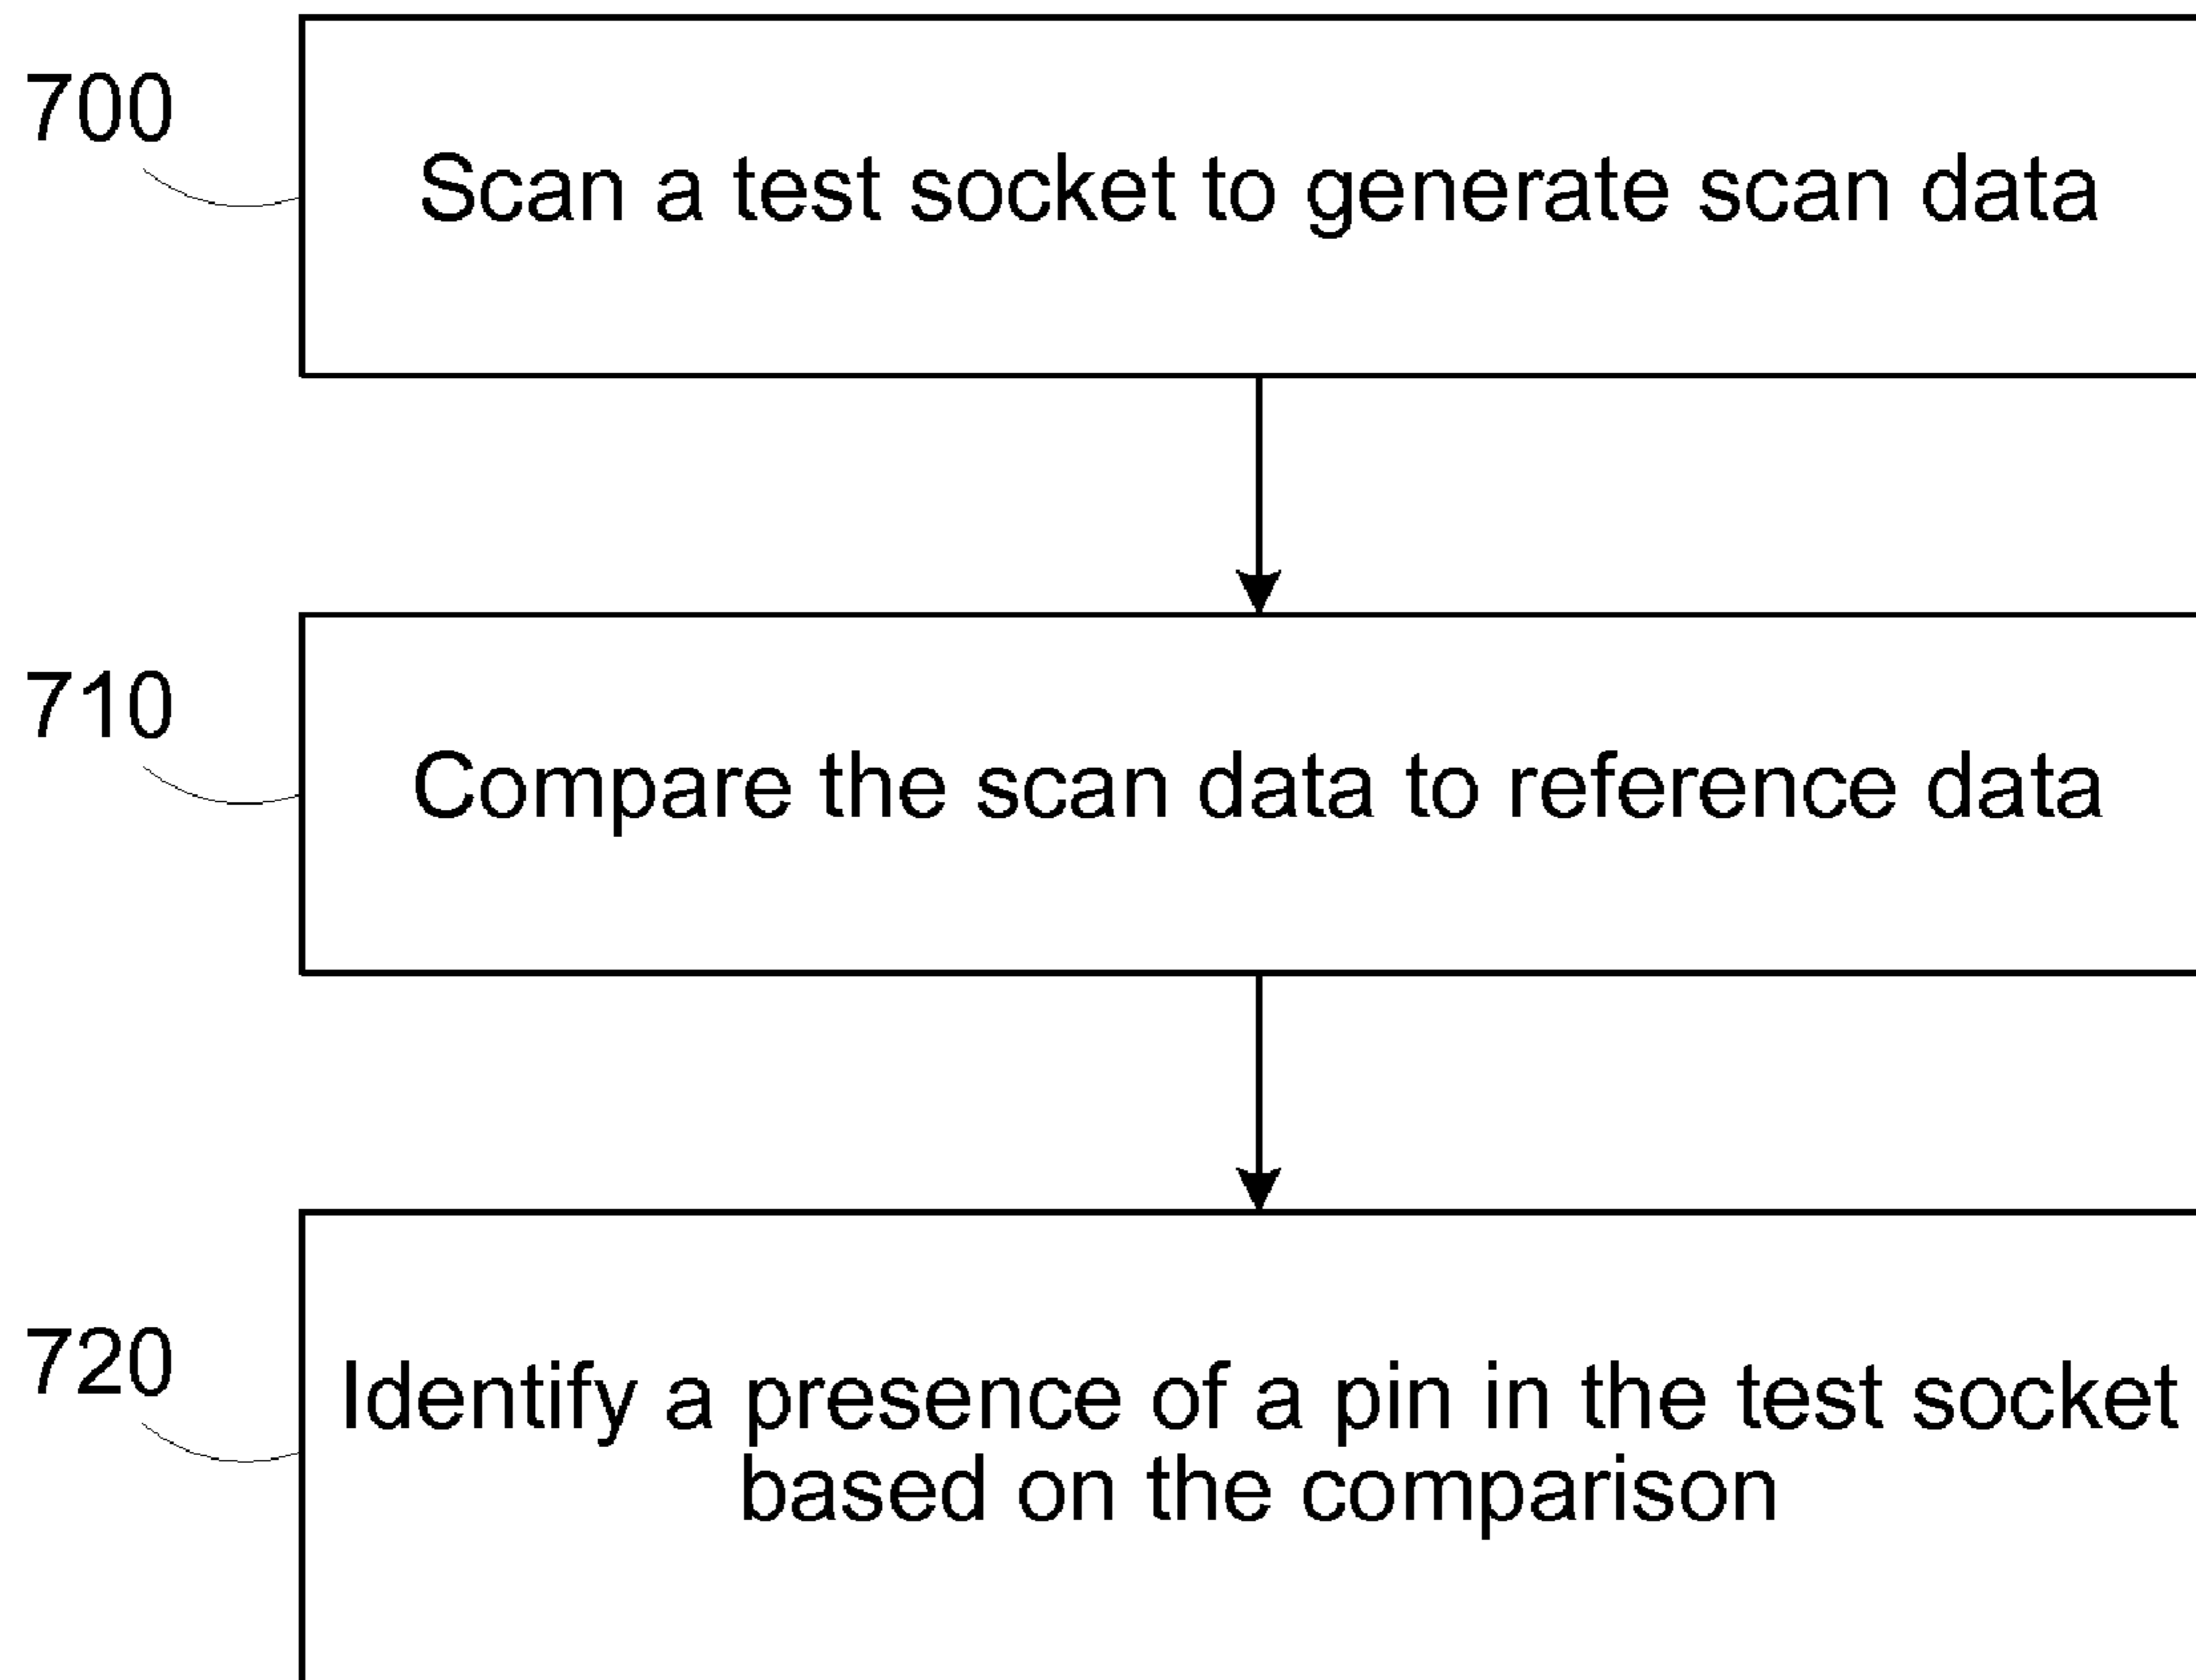 700
Scan a test socket to generate scan data
710
Compare the scan data to reference data
720
Identify a presence of a pin in the test socket
based on the comparison